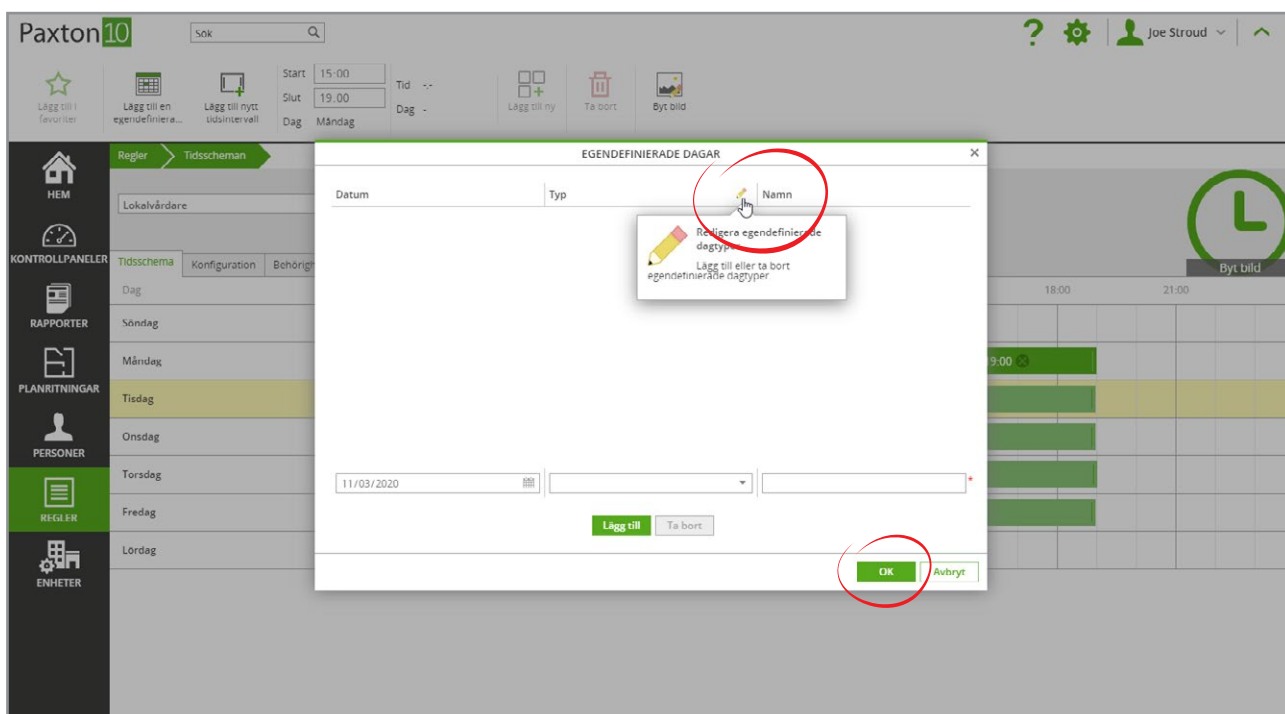 Paxton10
Sök
Joe Stroud
Lägg till i
favoriter
Lägg till en
egendefiniera...
Lägg till nytt
tidsintervall
Start 15:00
Slut 19.00
Dag Måndag
Tid -.-
Dag -
Lägg till ny
Ta bort
Byt bild
HEM
KONTROLLPANELER
RAPPORTER
PLANRITNINGAR
PERSONER
REGLER
ENHETER
Regler
Tidsscheman
Lokalvårdare
Tidsschema
Konfiguration
Behörigh
Dag
18:00
21:00
Söndag
Måndag
19:00
Tisdag
Onsdag
Torsdag
Fredag
Lördag
Byt bild
EGENDEFINIERADE DAGAR
Datum
Typ
Namn
Redigera egendefinierade
dagtyper
Lägg till eller ta bort
egendefinierade dagtyper
11/03/2020
*
Lägg till
Ta bort
OK
Avbryt